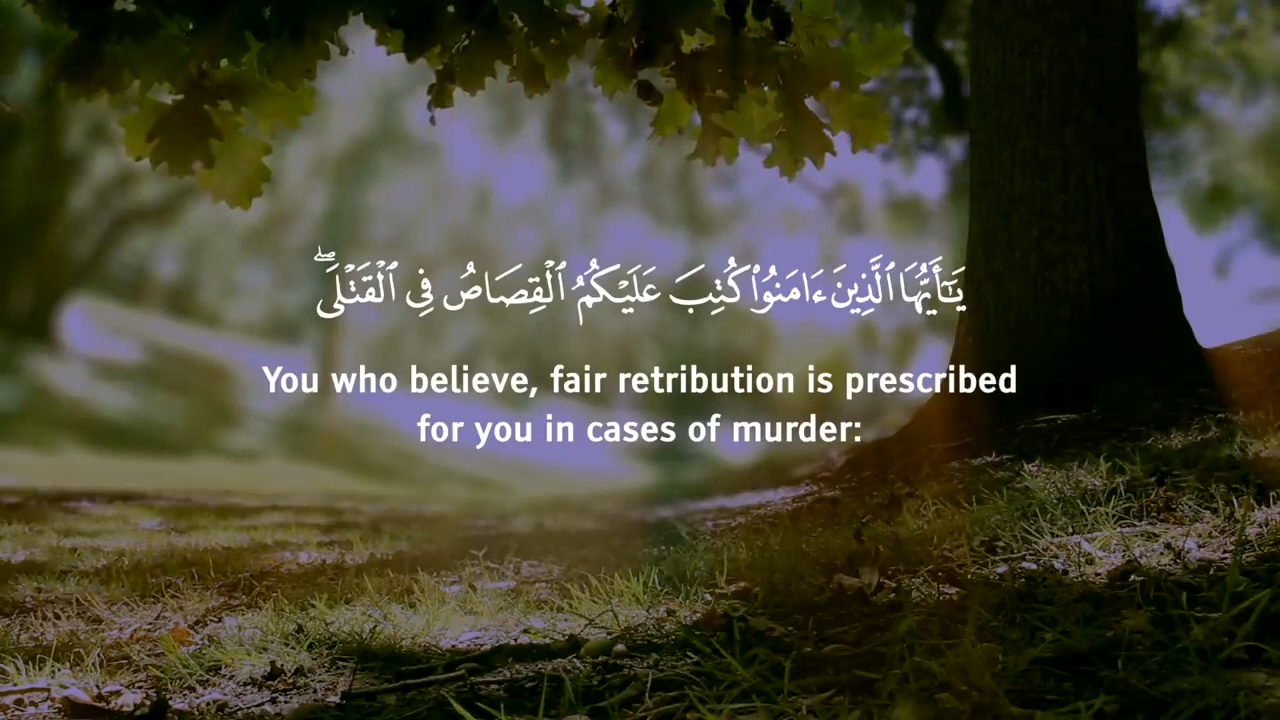 يَـٰٓأَيُّهَا ٱلَّذِينَ ءَامَنُوا۟ كُتِبَ عَلَيْكُمُ ٱلْقِصَاصُ فِى ٱلْقَتْلَىۖ
You who believe, fair retribution is prescribed
for you in cases of murder: